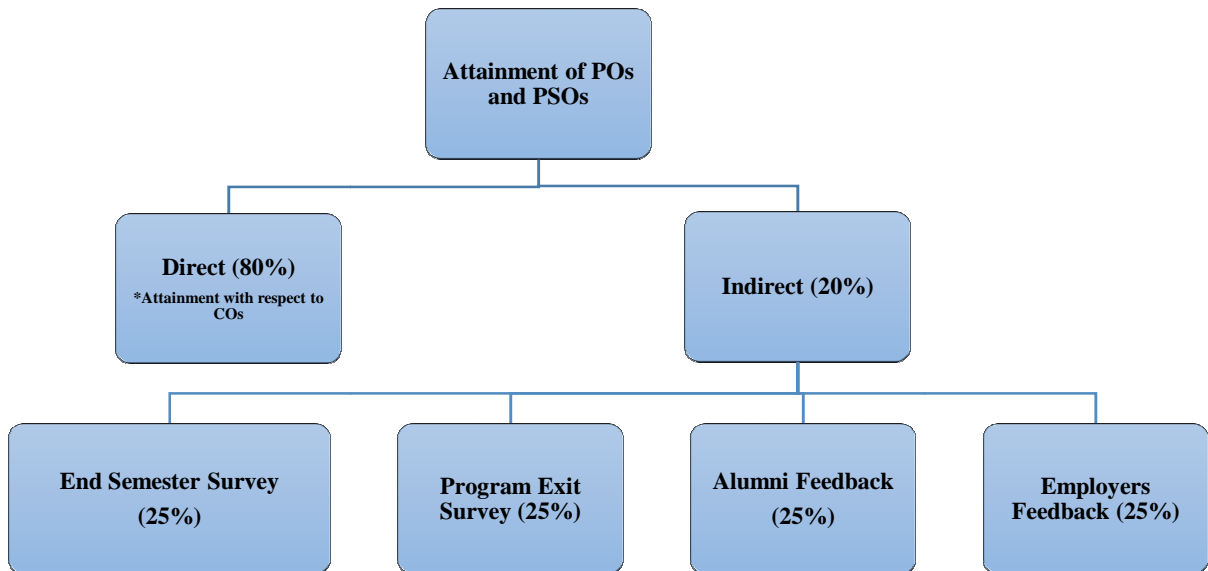 Attainment of POs
and PSOs
Direct (80%)
*Attainment with respect to
COs
Indirect (20%)
End Semester Survey
(25%)
Program Exit
Survey (25%)
Alumni Feedback
(25%)
Employers
Feedback (25%)